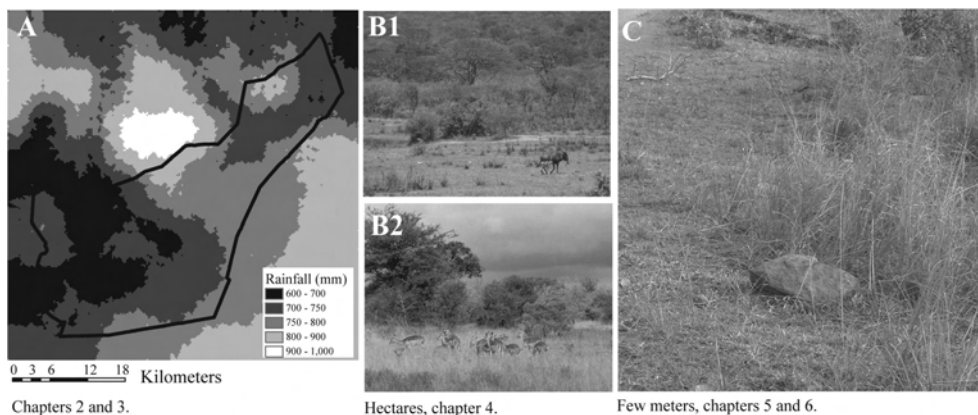 A
Rainfall (mm)
600 - 700
700 - 750
750 - 800
800 - 900
900 - 1,000
0 3 6 12 18 Kilometers
Chapters 2 and 3.
B1
B2
Hectares, chapter 4.
C
Few meters, chapters 5 and 6.